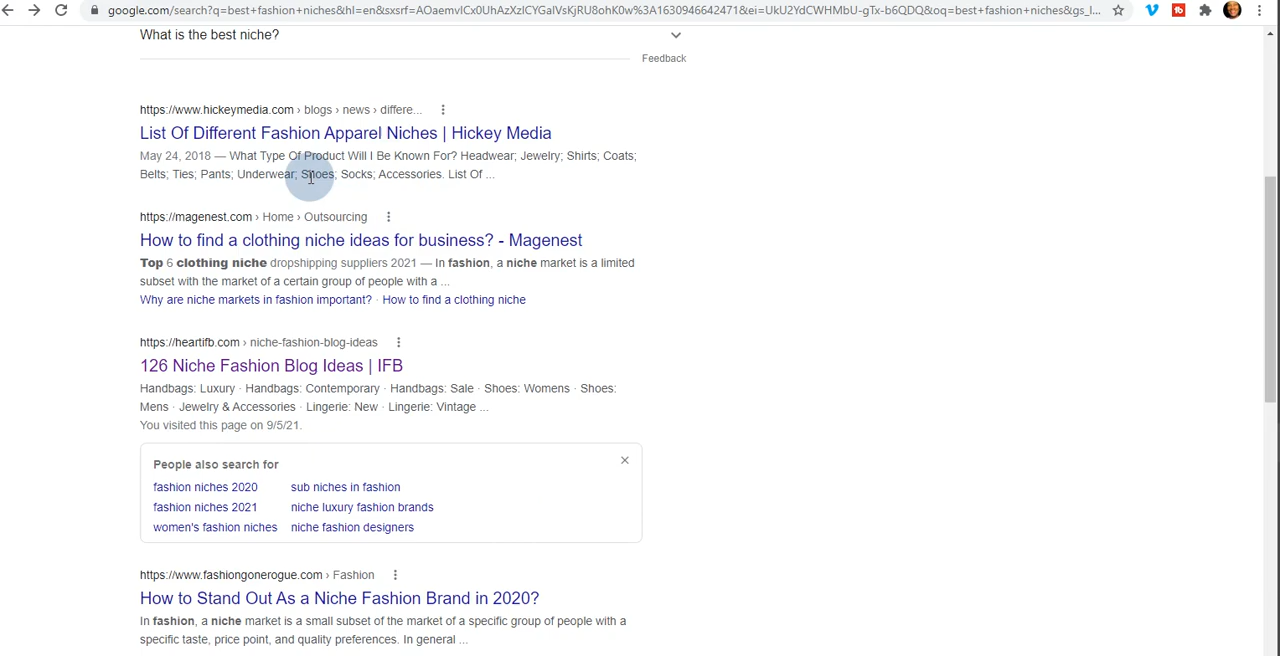 google.com/search?q=best+fashion+niches&hl=en&sxsrf=AOaemvICx0UhAzXzlCYGalVsKjRU8ohK0w%3A1630946642471&ei=UkU2YdCWHMbU-gTx-b6QDQ&oq=best+fashion+niches&gs_l...
What is the best niche?
Feedback
https://www.hickeymedia.com › blogs › news › differe...
List Of Different Fashion Apparel Niches | Hickey Media
May 24, 2018 — What Type Of Product Will I Be Known For? Headwear; Jewelry; Shirts; Coats;
Belts; Ties; Pants; Underwear; Shoes; Socks; Accessories. List Of ...
https://magenest.com › Home › Outsourcing
How to find a clothing niche ideas for business? - Magenest
Top 6 clothing niche dropshipping suppliers 2021 — In fashion, a niche market is a limited
subset with the market of a certain group of people with a ...
Why are niche markets in fashion important? · How to find a clothing niche
https://heartifb.com › niche-fashion-blog-ideas
126 Niche Fashion Blog Ideas | IFB
Handbags: Luxury · Handbags: Contemporary · Handbags: Sale · Shoes: Womens · Shoes:
Mens · Jewelry & Accessories · Lingerie: New · Lingerie: Vintage ...
You visited this page on 9/5/21.
People also search for
fashion niches 2020 sub niches in fashion
fashion niches 2021 niche luxury fashion brands
women's fashion niches niche fashion designers
https://www.fashiongonerogue.com › Fashion
How to Stand Out As a Niche Fashion Brand in 2020?
In fashion, a niche market is a small subset of the market of a specific group of people with a
specific taste, price point, and quality preferences. In general ...